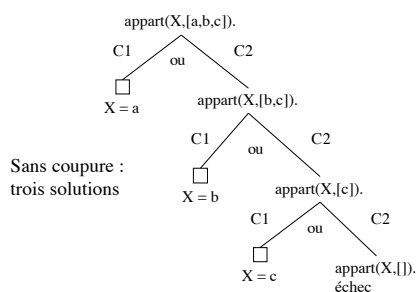 appart(X,[a,b,c]).
C1
ou
C2
X = a
appart(X,[b,c]).
C1
ou
C2
Sans coupure :
trois solutions
X = b
appart(X,[c]).
C1
ou
C2
X = c
appart(X,[]).
échec